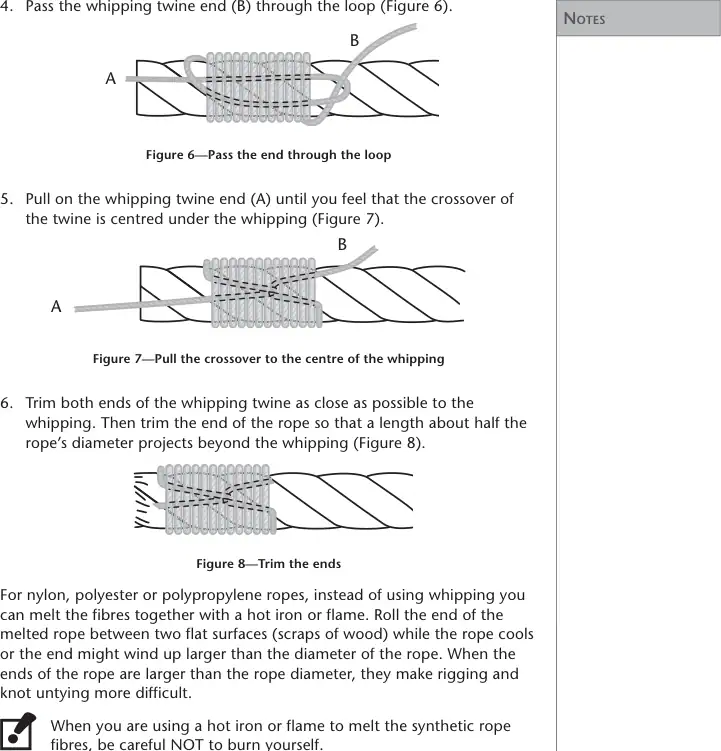 4. Pass the whipping twine end (B) through the loop (Figure 6).
NOTES
B
A
Figure 6—Pass the end through the loop
5. Pull on the whipping twine end (A) until you feel that the crossover of
the twine is centred under the whipping (Figure 7).
B
A
Figure 7—Pull the crossover to the centre of the whipping
6. Trim both ends of the whipping twine as close as possible to the
whipping. Then trim the end of the rope so that a length about half the
rope’s diameter projects beyond the whipping (Figure 8).
Figure 8—Trim the ends
For nylon, polyester or polypropylene ropes, instead of using whipping you
can melt the fibres together with a hot iron or flame. Roll the end of the
melted rope between two flat surfaces (scraps of wood) while the rope cools
or the end might wind up larger than the diameter of the rope. When the
ends of the rope are larger than the rope diameter, they make rigging and
knot untying more difficult.
When you are using a hot iron or flame to melt the synthetic rope
fibres, be careful NOT to burn yourself.